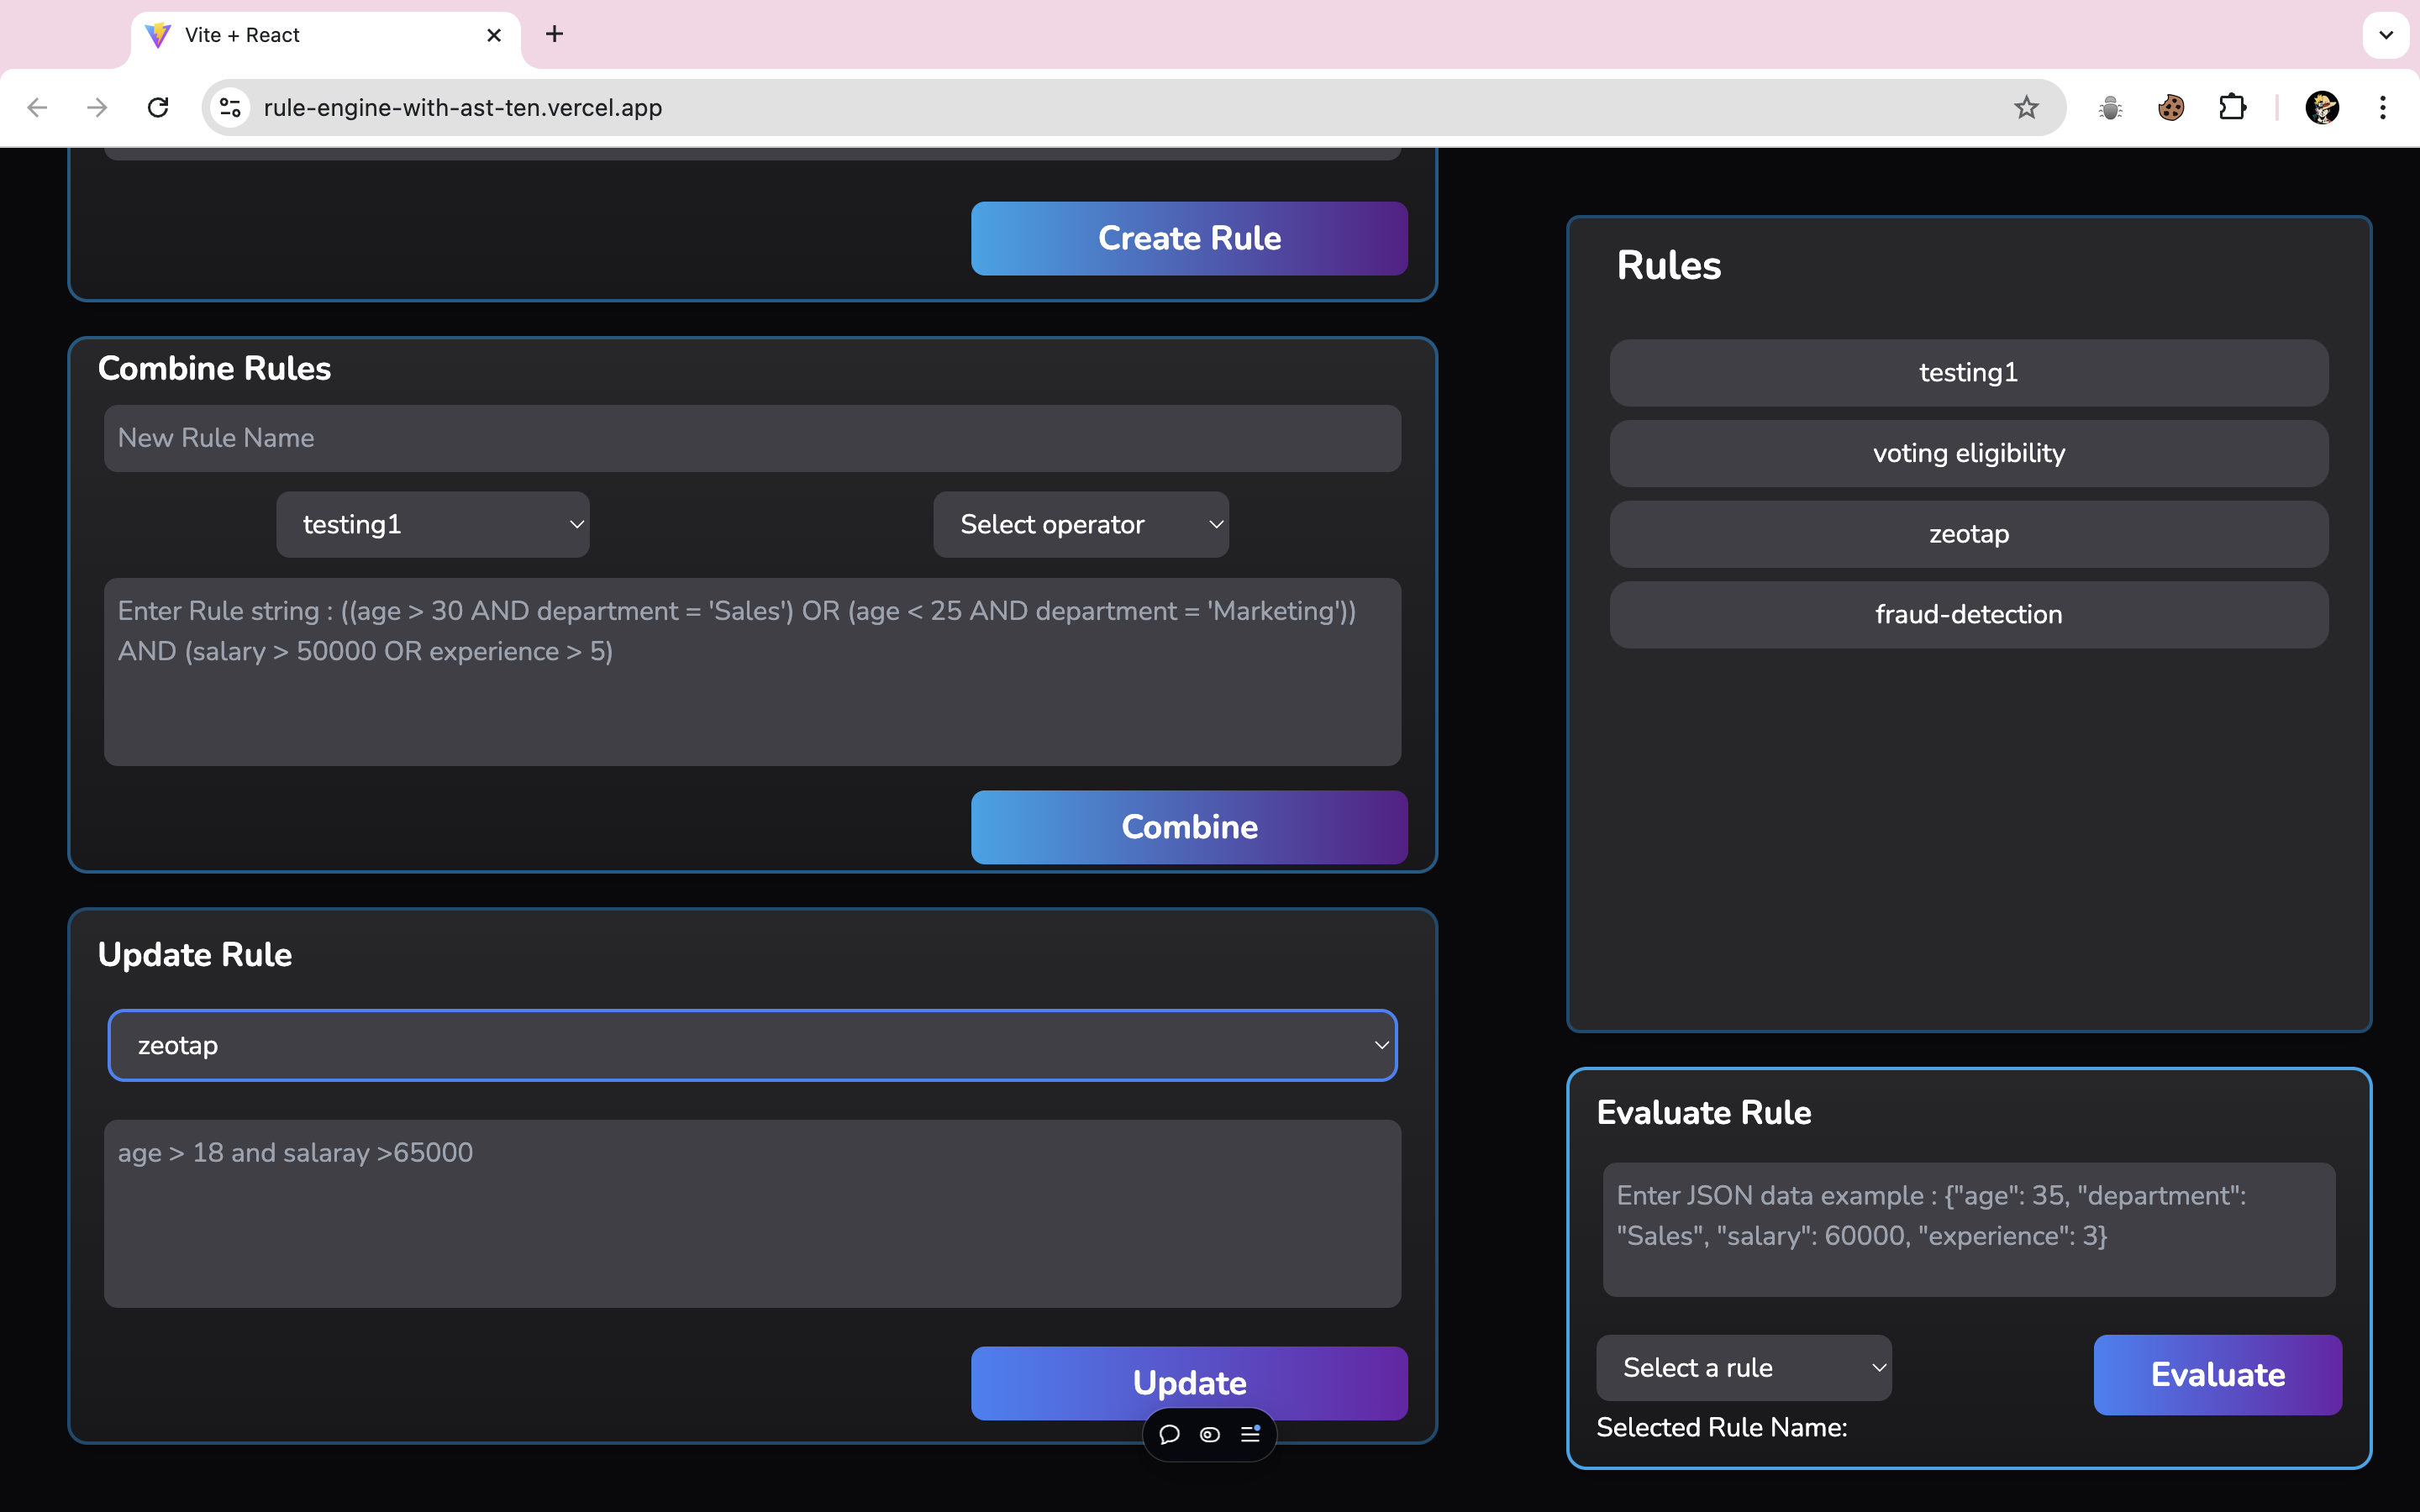 Vite + React
rule-engine-with-ast-ten.vercel.app
Create Rule
Combine Rules
New Rule Name
testing1
Select operator
Enter Rule string : ((age > 30 AND department = 'Sales') OR (age < 25 AND department = 'Marketing'))
AND (salary > 50000 OR experience > 5)
Combine
Update Rule
zeotap
age > 18 and salaray >65000
Update
Rules
testing1
voting eligibility
zeotap
fraud-detection
Evaluate Rule
Enter JSON data example : {"age": 35, "department":
"Sales", "salary": 60000, "experience": 3}
Select a rule
Evaluate
Selected Rule Name: